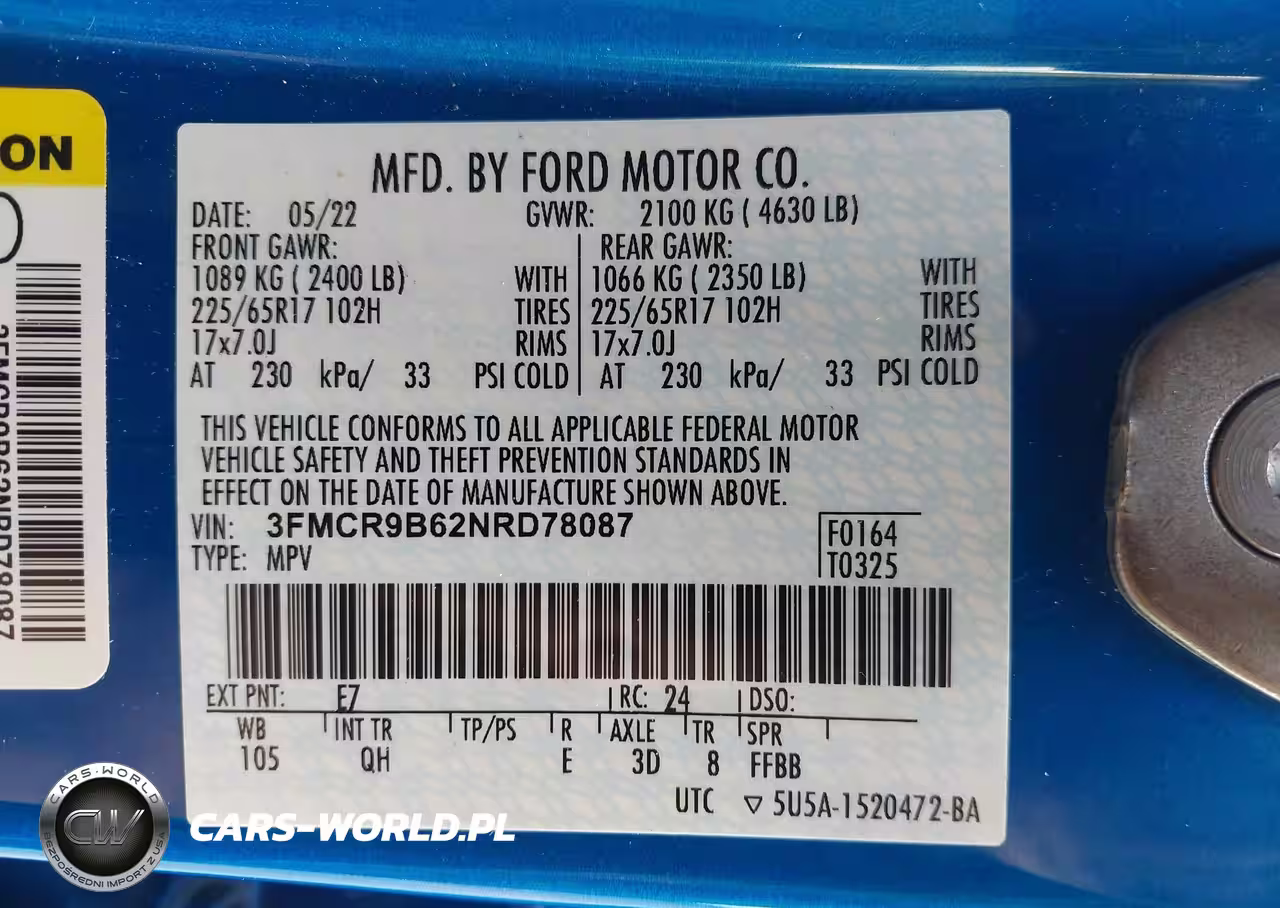 ON
3FMCR9B62NRD78087
MFD. BY FORD MOTOR CO.
DATE: 05/22 GVWR: 2100 KG ( 4630 LB)
FRONT GAWR: REAR GAWR:
1089 KG ( 2400 LB) WITH 1066 KG ( 2350 LB) WITH
225/65R17 102H TIRES 225/65R17 102H TIRES
17x7.0J RIMS 17x7.0J RIMS
AT 230 kPa/ 33 PSI COLD AT 230 kPa/ 33 PSI COLD
THIS VEHICLE CONFORMS TO ALL APPLICABLE FEDERAL MOTOR
VEHICLE SAFETY AND THEFT PREVENTION STANDARDS IN
EFFECT ON THE DATE OF MANUFACTURE SHOWN ABOVE.
VIN: 3FMCR9B62NRD78087 F0164
TYPE: MPV T0325
EXT PNT: E7 RC: 24 DSO:
WB INT TR TP/PS R AXLE TR SPR
105 QH E 3D 8 FFBB
UTC ▽ 5U5A-1520472-BA
CARS-WORLD
CW
BEZPOŚREDNI IMPORT Z USA
CARS-WORLD.PL